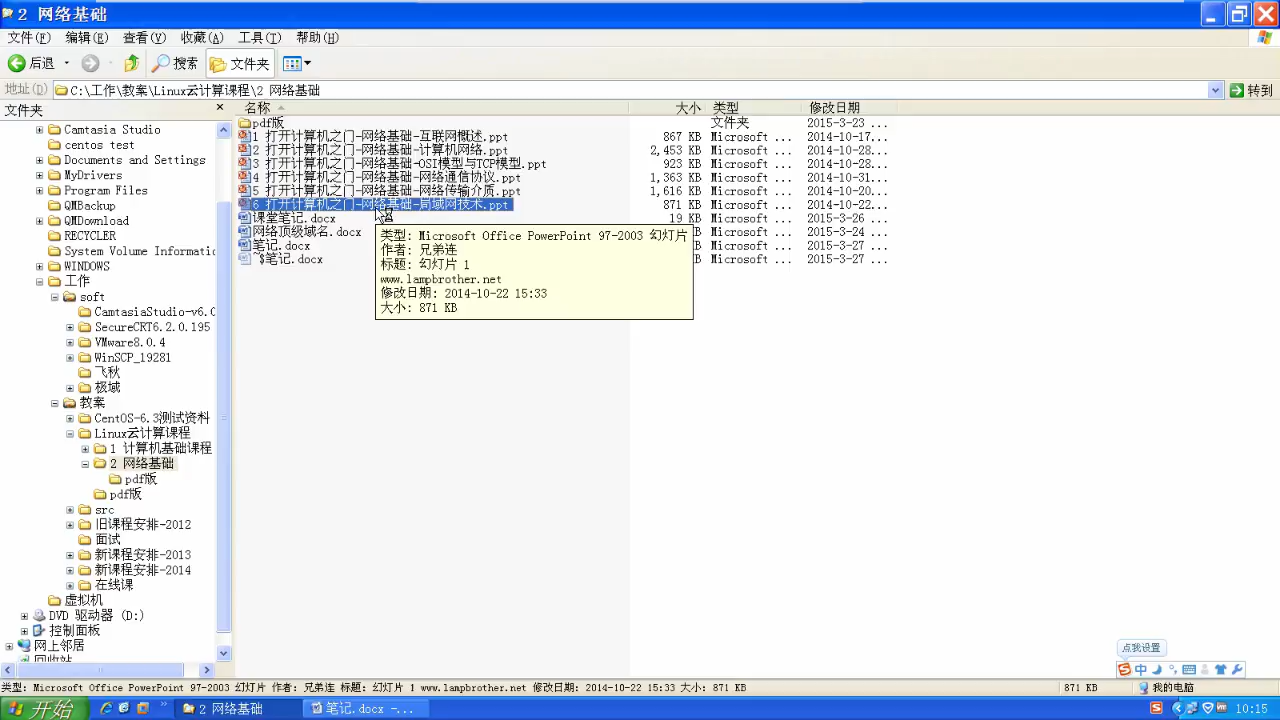 2 网络基础
文件(F) 编辑(E) 查看(V) 收藏(A) 工具(T) 帮助(H)
后退 搜索 文件夹
地址(D) C:\工作\教案\Linux云计算课程\2 网络基础 转到
文件夹 × 名称 大小 类型 修改日期
Camtasia Studio
centos test
Documents and Settings
MyDrivers
Program Files
QMBackup
QMDownload
RECYCLER
System Volume Informatic
WINDOWS
工作
soft
CamtasiaStudio-v6.0
SecureCRT6.2.0.195
VMware8.0.4
WinSCP_19281
飞秋
极域
教案
CentOS-6.3测试资料
Linux云计算课程
1 计算机基础课程
2 网络基础
pdf版
pdf版
src
旧课程安排-2012
面试
新课程安排-2013
新课程安排-2014
在线课
虚拟机
DVD 驱动器 (D:)
控制面板
网上邻居
回收站
pdf版 文件夹 2015-3-23 ...
1 打开计算机之门-网络基础-互联网概述.ppt 867 KB Microsoft ... 2014-10-17...
2 打开计算机之门-网络基础-计算机网络.ppt 2,453 KB Microsoft ... 2014-10-28...
3 打开计算机之门-网络基础-OSI模型与TCP模型.ppt 923 KB Microsoft ... 2014-10-28...
4 打开计算机之门-网络基础-网络通信协议.ppt 1,363 KB Microsoft ... 2014-10-31...
5 打开计算机之门-网络基础-网络传输介质.ppt 1,616 KB Microsoft ... 2014-10-20...
6 打开计算机之门-网络基础-局域网技术.ppt 871 KB Microsoft ... 2014-10-22...
课堂笔记.docx 19 KB Microsoft ... 2015-3-26 ...
网络顶级域名.docx B Microsoft ... 2015-3-24 ...
笔记.docx B Microsoft ... 2015-3-27 ...
~$笔记.docx B Microsoft ... 2015-3-27 ...
类型: Microsoft Office PowerPoint 97-2003 幻灯片
作者: 兄弟连
标题: 幻灯片 1
www.lampbrother.net
修改日期: 2014-10-22 15:33
大小: 871 KB
点我设置
中
类型: Microsoft Office PowerPoint 97-2003 幻灯片 作者: 兄弟连 标题: 幻灯片 1 www.lampbrother.net 修改日期: 2014-10-22 15:33 大小: 871 KB 871 KB 我的电脑
开始 2 网络基础 笔记.docx -... 10:15